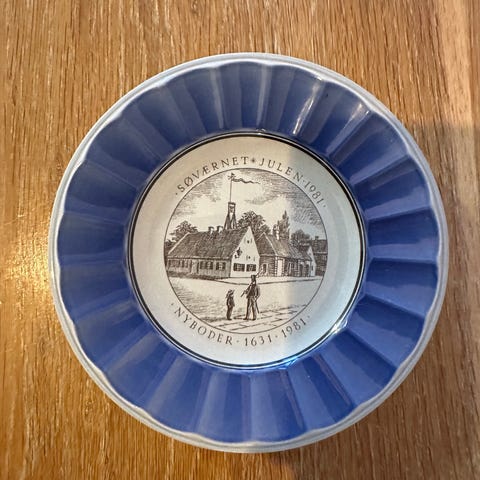 · SØVÆRNET * JULEN · 1981 ·
· NYBODER · 1631 · 1981 ·